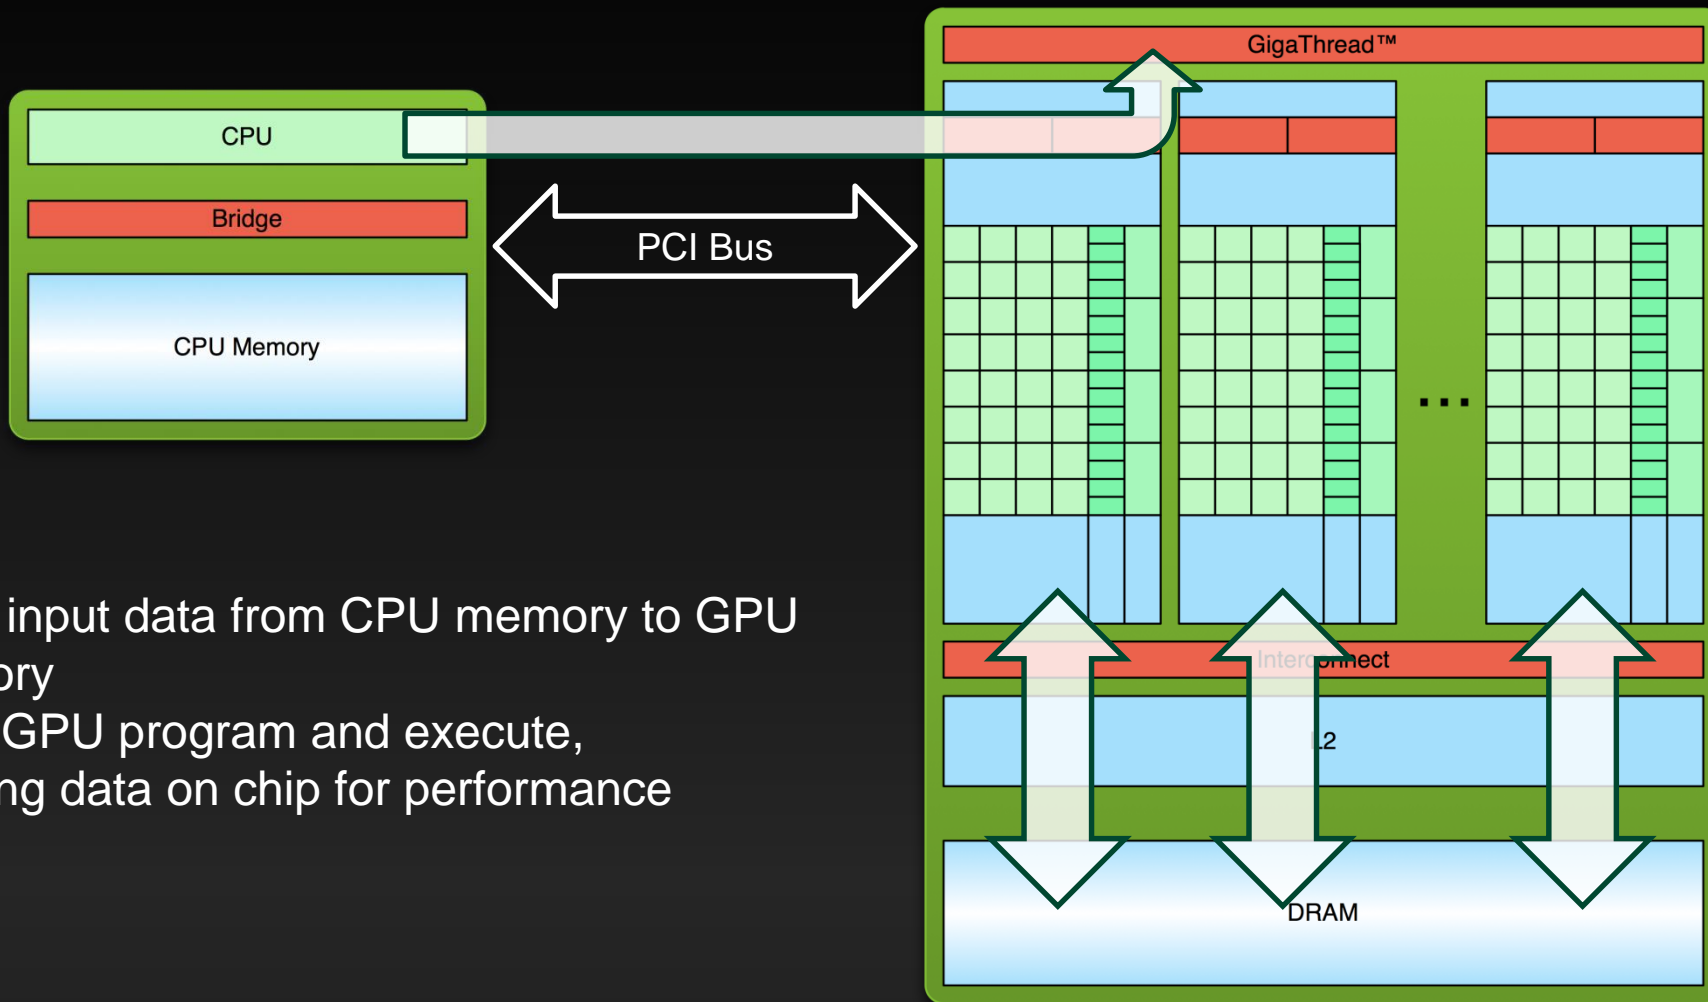 GigaThread™
CPU
Bridge
PCI Bus
CPU Memory
input data from CPU memory to GPU
ory
GPU program and execute,
ng data on chip for performance
Interconnect
L2
DRAM
...